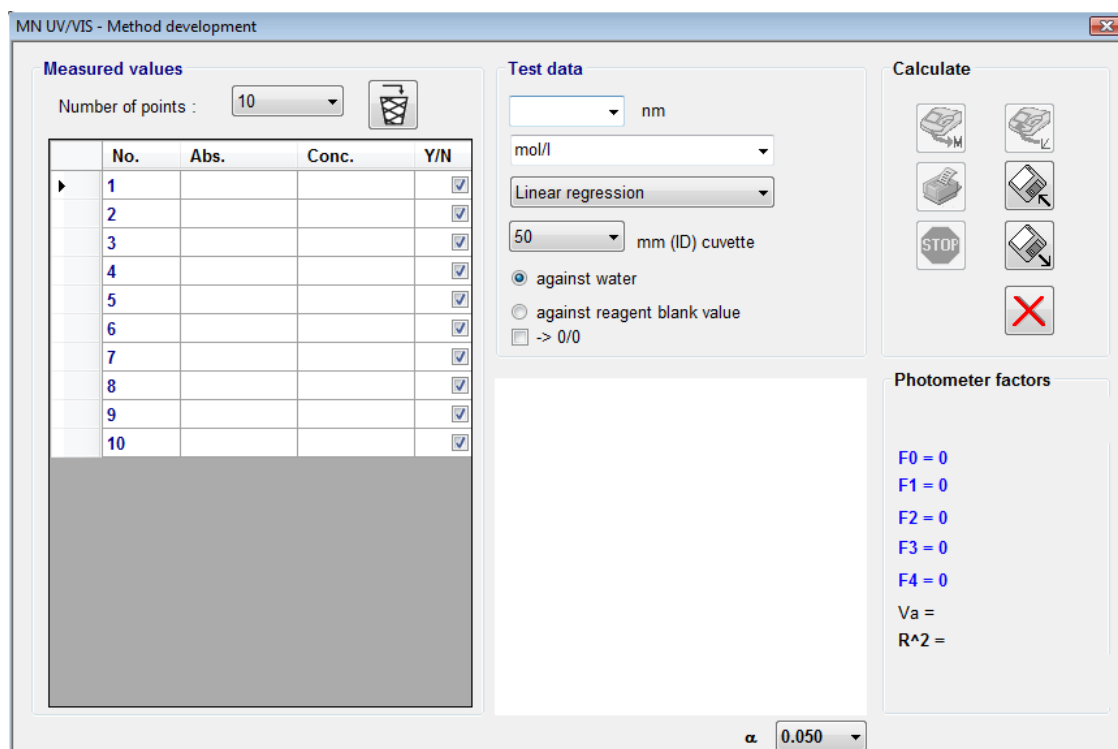 MN UV/VIS - Method development
Measured values
Number of points : 10
No. Abs. Conc. Y/N
1
2
3
4
5
6
7
8
9
10
Test data
nm
mol/l
Linear regression
50 mm (ID) cuvette
against water
against reagent blank value
-> 0/0
α 0.050
Calculate
M
STOP
Photometer factors
F0 = 0
F1 = 0
F2 = 0
F3 = 0
F4 = 0
Va =
R^2 =